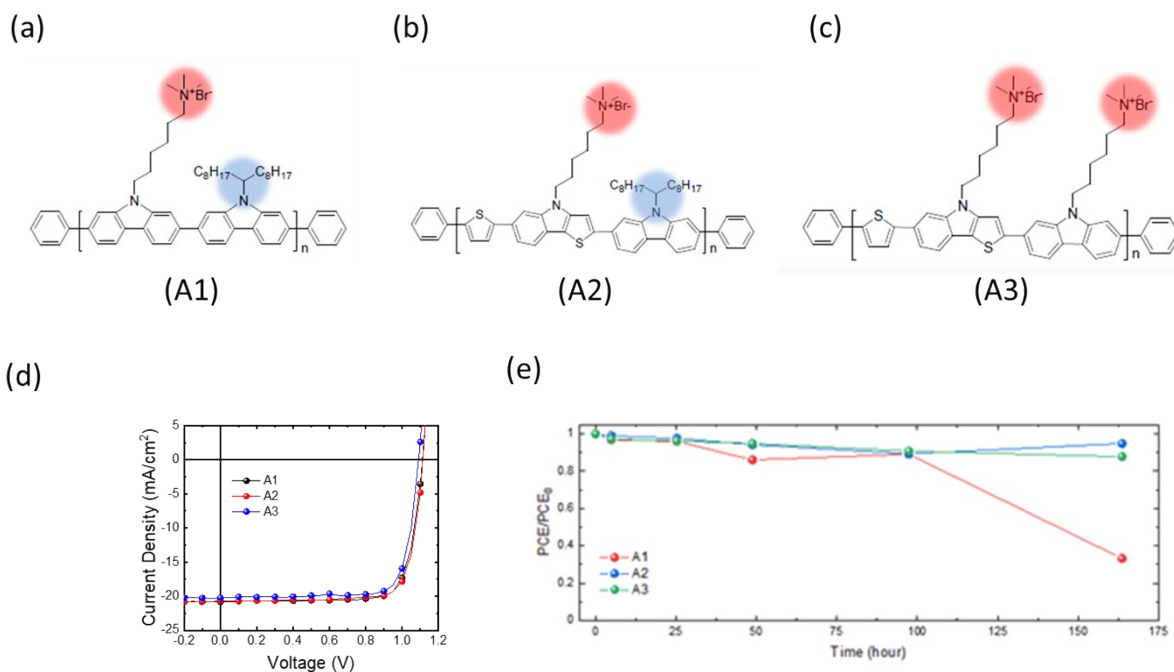 (a)
(b)
(c)
N⁺Br⁻
C₈H₁₇ C₈H₁₇
N
N
n
(A1)
N⁺Br⁻
C₈H₁₇ C₈H₁₇
S
N
N
S
n
(A2)
N⁺Br⁻
N⁺Br⁻
S
N
N
S
n
(A3)
(d)
Current Density (mA/cm²)
5
0
-5
-10
-15
-20
-25
A1
A2
A3
-0.2 0.0 0.2 0.4 0.6 0.8 1.0 1.2
Voltage (V)
(e)
PCE/PCE₀
1
0.8
0.6
0.4
0.2
0
A1
A2
A3
0 25 50 75 100 125 150 175
Time (hour)